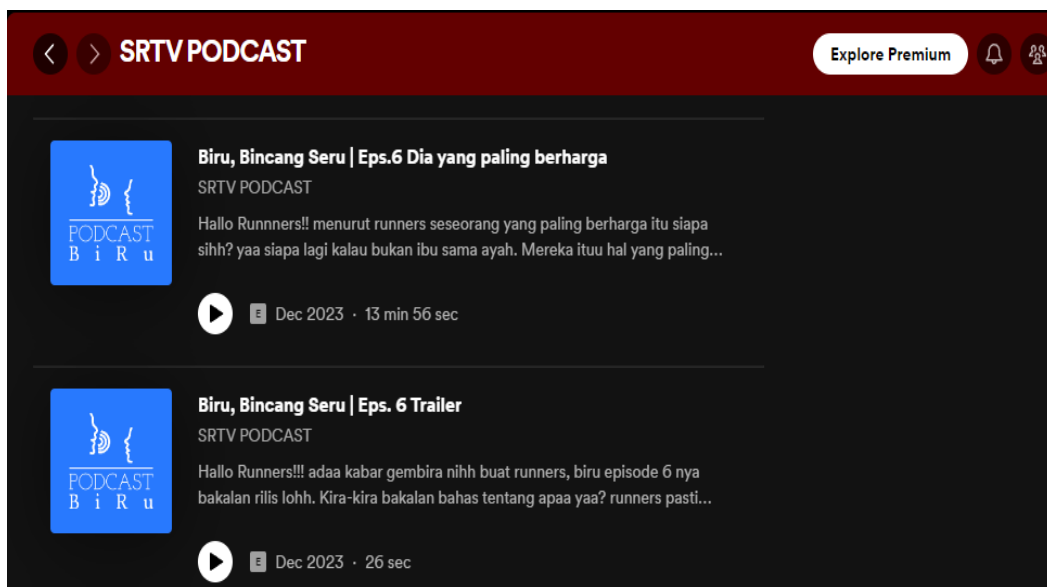 SRTV PODCAST
Explore Premium
PODCAST
B i R u
Biru, Bincang Seru | Eps.6 Dia yang paling berharga
SRTV PODCAST
Hallo Runnners!! menurut runners seseorang yang paling berharga itu siapa
sihh? yaa siapa lagi kalau bukan ibu sama ayah. Mereka ituu hal yang paling...
E Dec 2023 · 13 min 56 sec
PODCAST
B i R u
Biru, Bincang Seru | Eps. 6 Trailer
SRTV PODCAST
Hallo Runners!!! adaa kabar gembira nihh buat runners, biru episode 6 nya
bakalan rilis lohh. Kira-kira bakalan bahas tentang apaa yaa? runners pasti...
E Dec 2023 · 26 sec